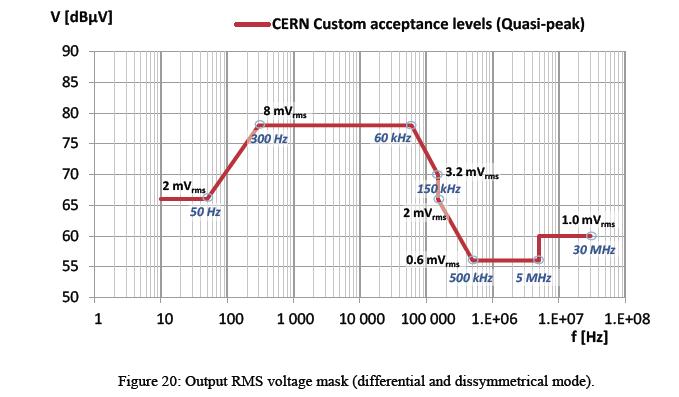 V [dBµV]
CERN Custom acceptance levels (Quasi-peak)
90
85
80
75
70
65
60
55
50
8 mVrms
300 Hz
60 kHz
3.2 mVrms
150 kHz
2 mVrms
50 Hz
2 mVrms
1.0 mVrms
30 MHz
0.6 mVrms
500 kHz
5 MHz
1
10
100
1 000
10 000
100 000
1.E+06
1.E+07
1.E+08
f [Hz]
Figure 20: Output RMS voltage mask (differential and dissymmetrical mode).